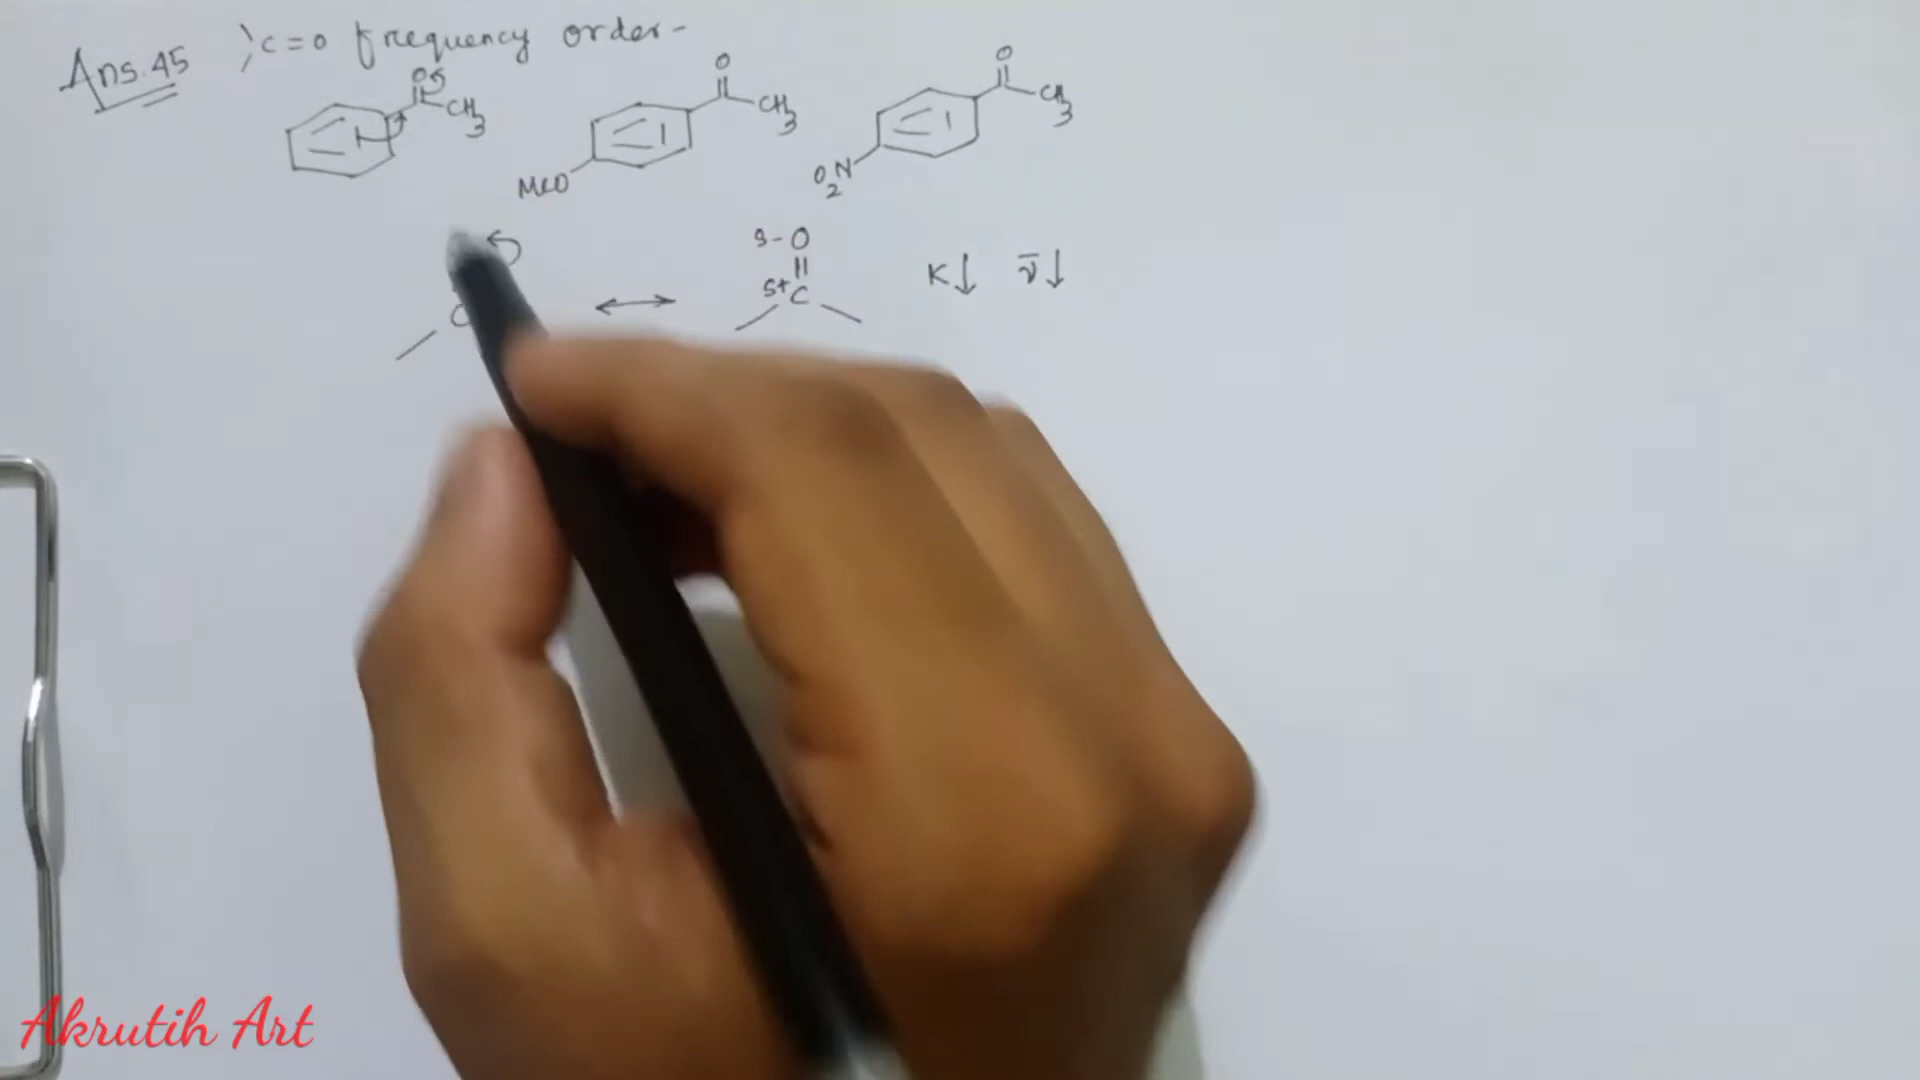 Ans.45 >C=O frequency order-
O CH3 O CH3 O CH3
MeO O2N
C
δ- O
δ+ C
K↓ ν̄↓
Akrutih Art